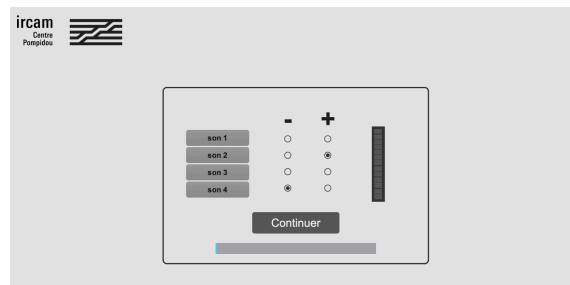 ircam
Centre
Pompidou
- +
son 1
son 2
son 3
son 4
Continuer